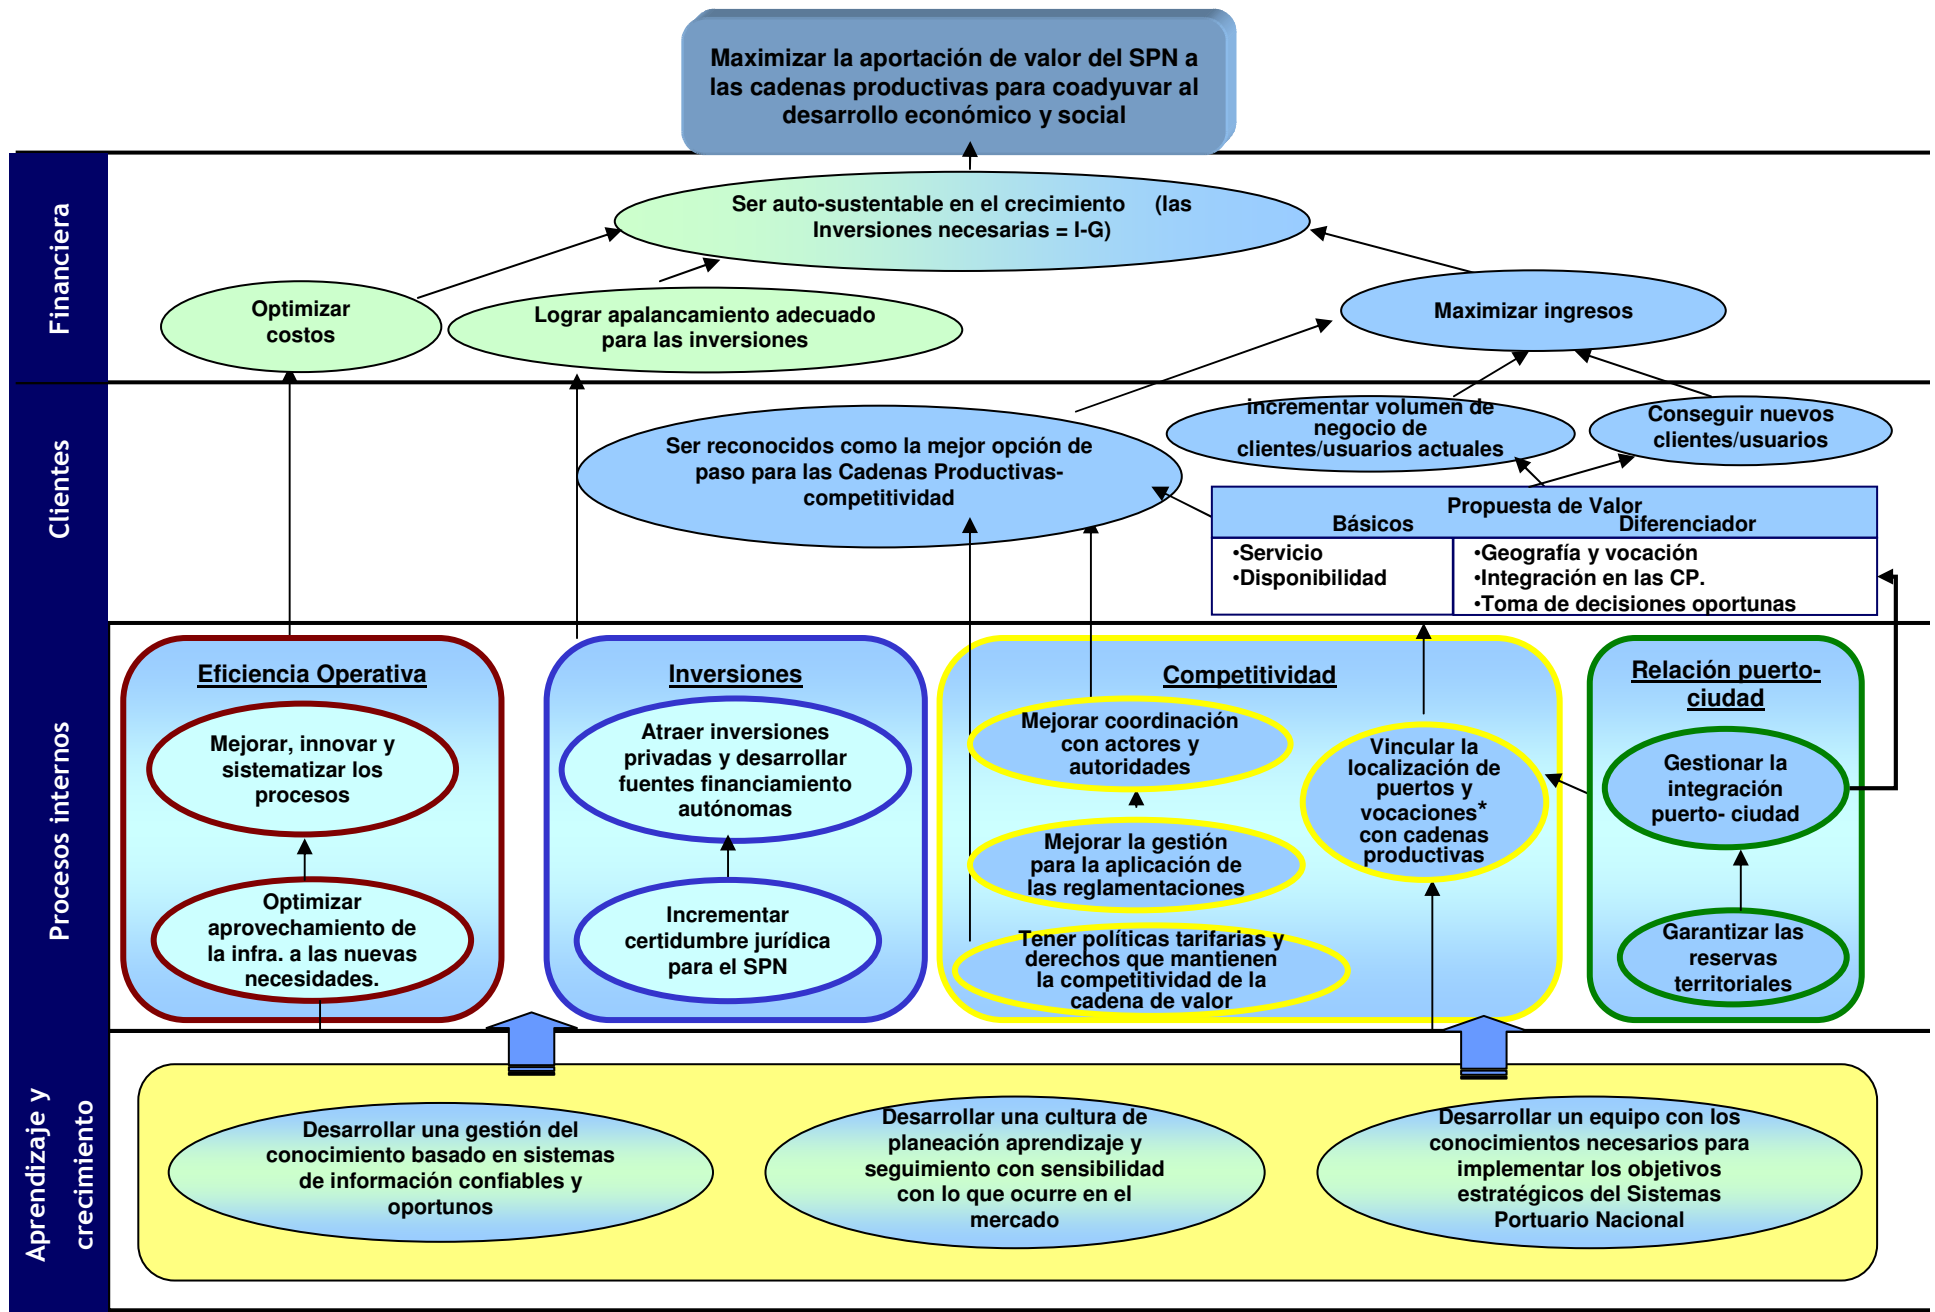 Maximizar la aportación de valor del SPN a
las cadenas productivas para coadyuvar al
desarrollo económico y social
Financiera
Ser auto-sustentable en el crecimiento (las
Inversiones necesarias = I-G)
Optimizar
costos
Lograr apalancamiento adecuado
para las inversiones
Maximizar ingresos
Clientes
Ser reconocidos como la mejor opción de
paso para las Cadenas Productivas-
competitividad
incrementar volumen de
negocio de
clientes/usuarios actuales
Conseguir nuevos
clientes/usuarios
Propuesta de Valor
Básicos
Diferenciador
•Servicio
•Disponibilidad
•Geografía y vocación
•Integración en las CP.
•Toma de decisiones oportunas
Procesos internos
Eficiencia Operativa
Mejorar, innovar y
sistematizar los
procesos
Optimizar
aprovechamiento de
la infra. a las nuevas
necesidades.
Inversiones
Atraer inversiones
privadas y desarrollar
fuentes financiamiento
autónomas
Incrementar
certidumbre jurídica
para el SPN
Competitividad
Mejorar coordinación
con actores y
autoridades
Mejorar la gestión
para la aplicación de
las reglamentaciones
Tener políticas tarifarias y
derechos que mantienen
la competitividad de la
cadena de valor
Vincular la
localización de
puertos y
vocaciones*
con cadenas
productivas
Relación puerto-
ciudad
Gestionar la
integración
puerto- ciudad
Garantizar las
reservas
territoriales
Aprendizaje y
crecimiento
Desarrollar una gestión del
conocimiento basado en sistemas
de información confiables y
oportunos
Desarrollar una cultura de
planeación aprendizaje y
seguimiento con sensibilidad
con lo que ocurre en el
mercado
Desarrollar un equipo con los
conocimientos necesarios para
implementar los objetivos
estratégicos del Sistemas
Portuario Nacional